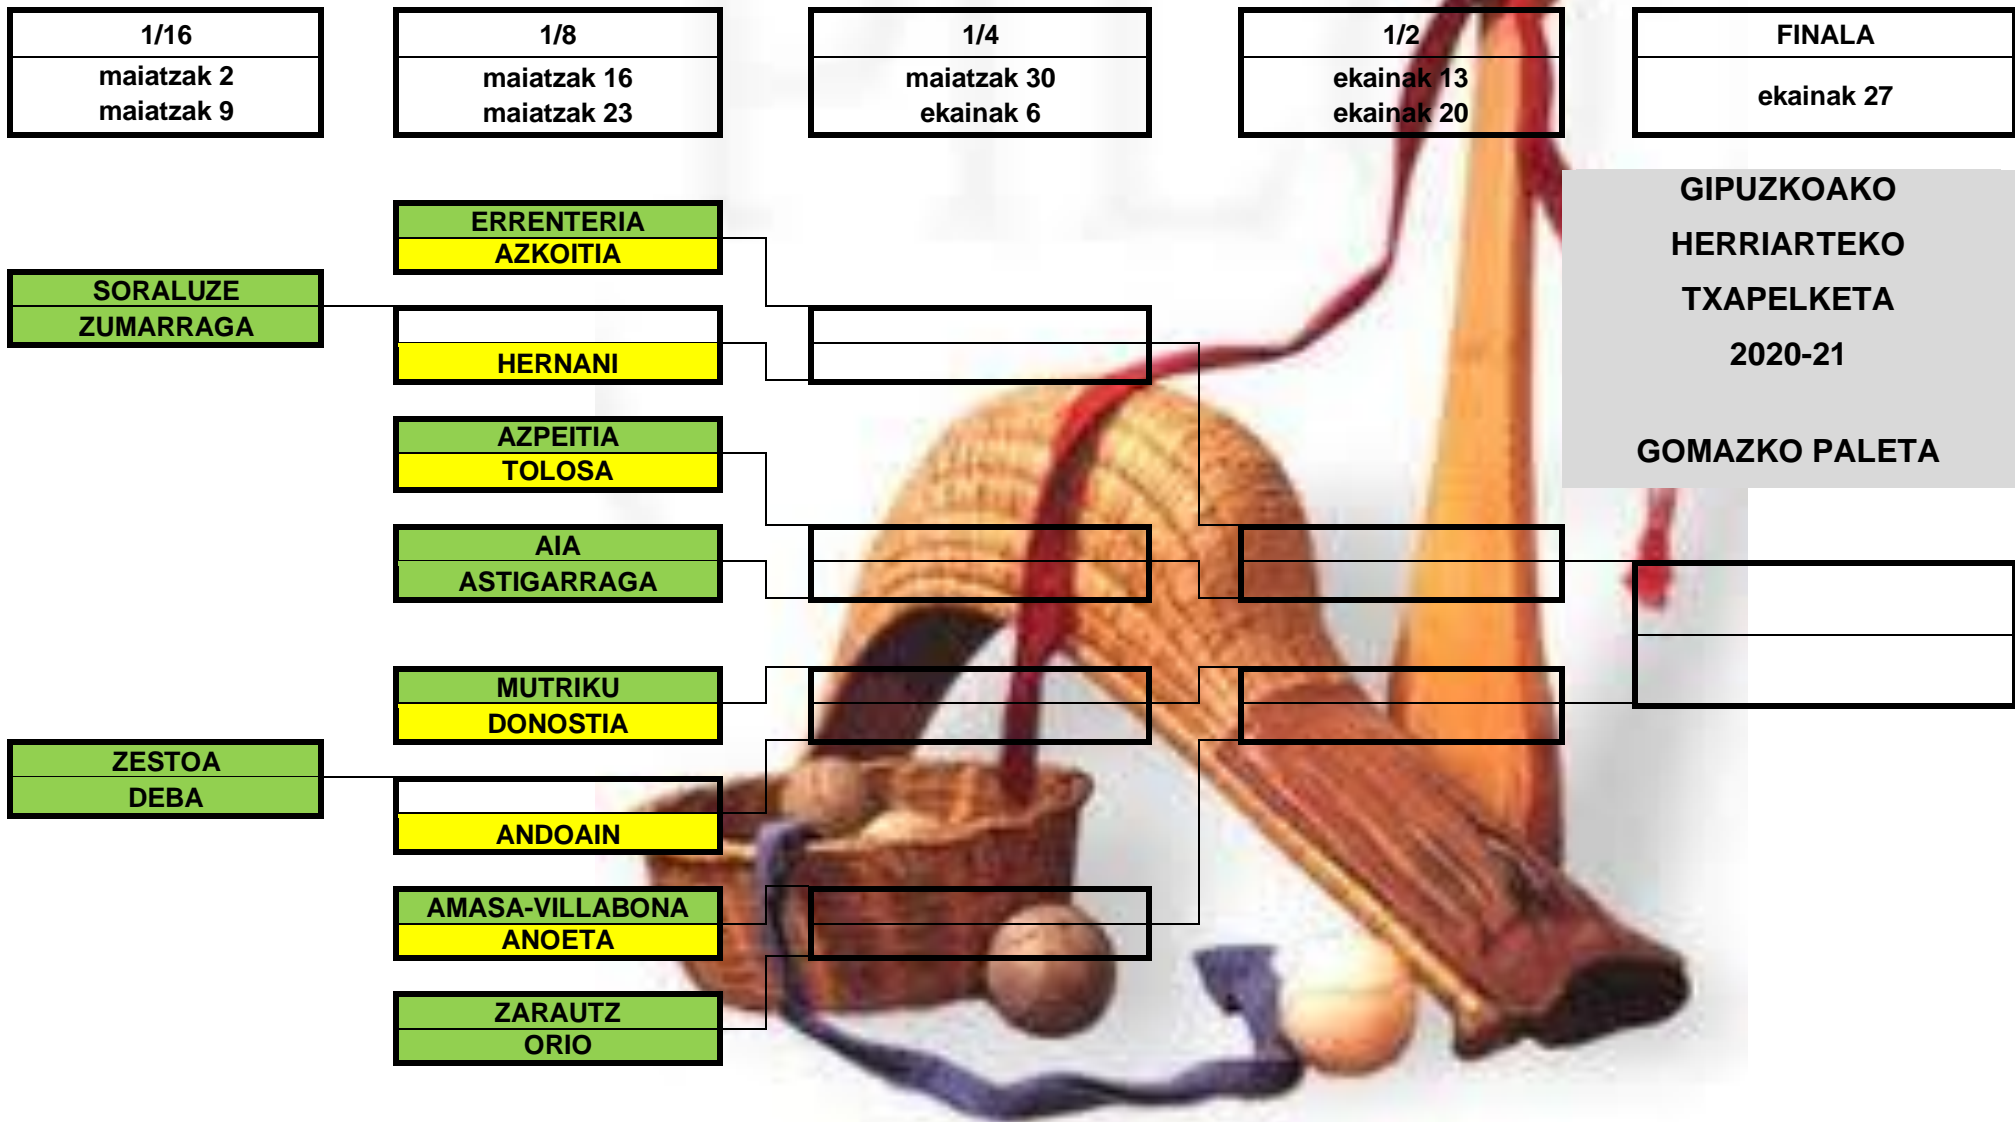 1/16
maiatzak 2
maiatzak 9
1/8
maiatzak 16
maiatzak 23
1/4
maiatzak 30
ekainak 6
1/2
ekainak 13
ekainak 20
FINALA
ekainak 27
GIPUZKOAKO
HERRIARTEKO
TXAPELKETA
2020-21
GOMAZKO PALETA
SORALUZE
ZUMARRAGA
ZESTOA
DEBA
ERRENTERIA
AZKOITIA
HERNANI
AZPEITIA
TOLOSA
AIA
ASTIGARRAGA
MUTRIKU
DONOSTIA
ANDOAIN
AMASA-VILLABONA
ANOETA
ZARAUTZ
ORIO